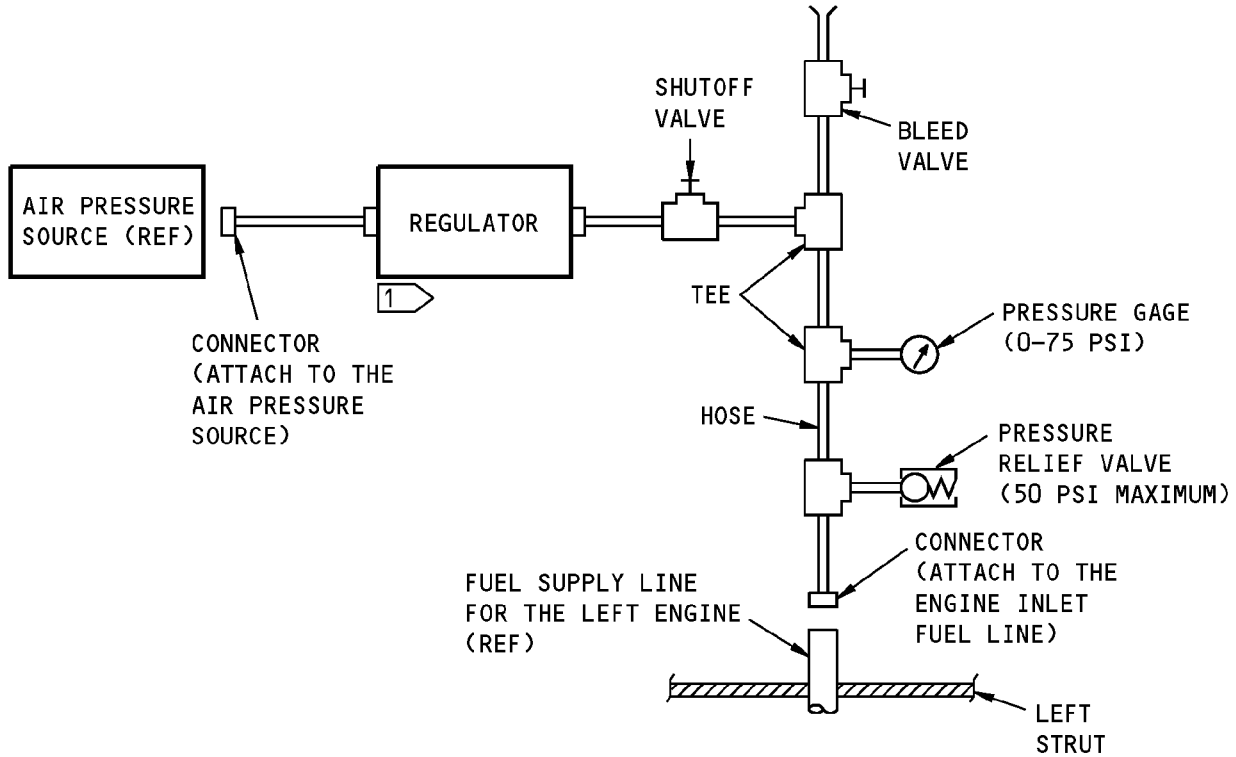 SHUTOFF
VALVE
BLEED
VALVE
AIR PRESSURE
SOURCE (REF)
REGULATOR
1
TEE
PRESSURE GAGE
(0-75 PSI)
CONNECTOR
(ATTACH TO THE
AIR PRESSURE
SOURCE)
HOSE
PRESSURE
RELIEF VALVE
(50 PSI MAXIMUM)
CONNECTOR
(ATTACH TO THE
ENGINE INLET
FUEL LINE)
FUEL SUPPLY LINE
FOR THE LEFT ENGINE
(REF)
LEFT
STRUT